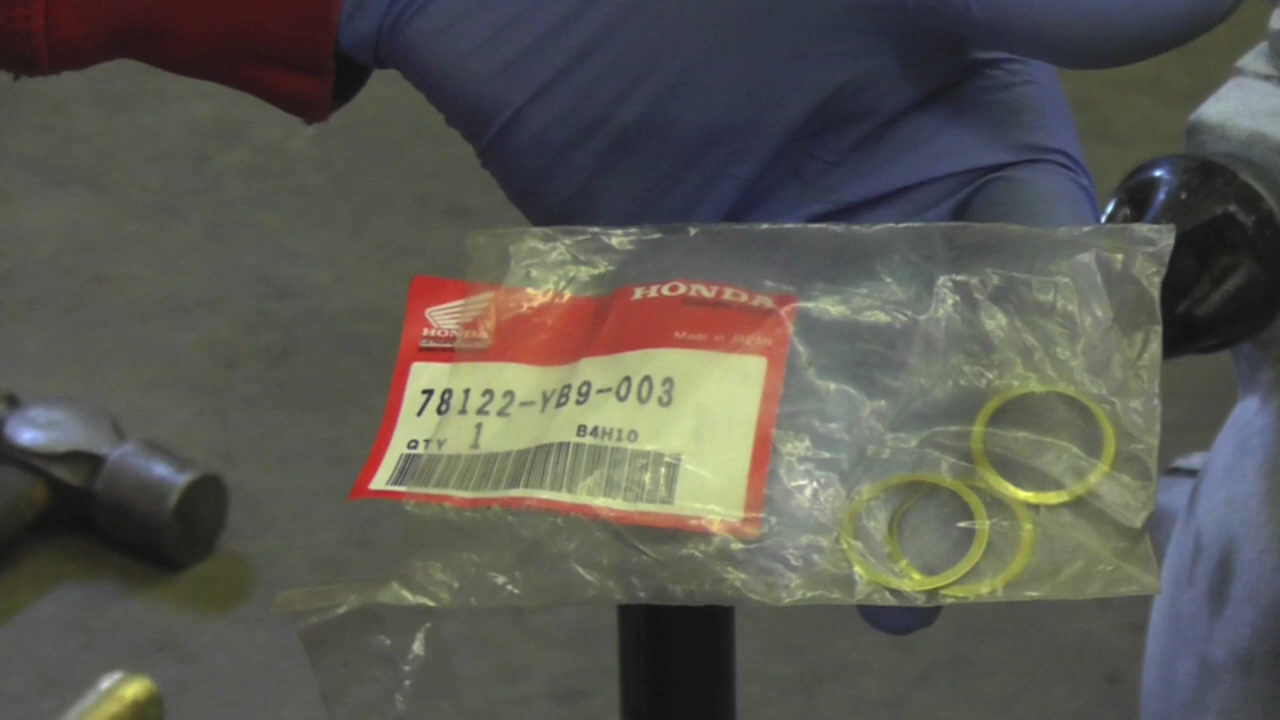 HONDA
HONDA
Made in JAPAN
78122-YB9-003
QTY 1 B4H10